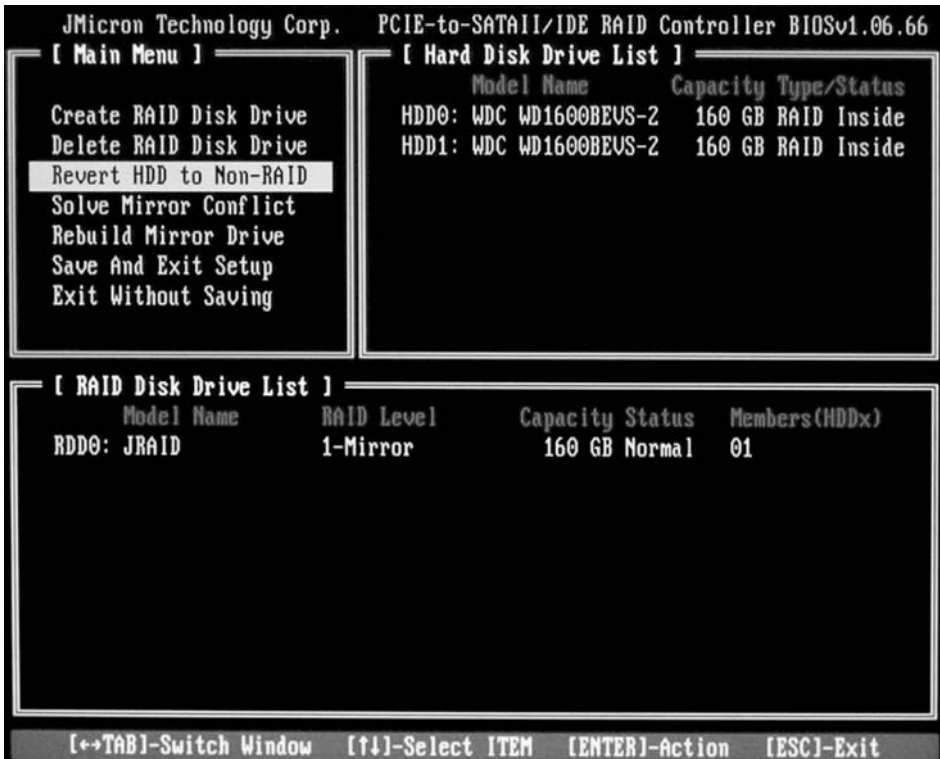 JMicron Technology Corp. PCIE-to-SATAII/IDE RAID Controller BIOSv1.06.66
[ Main Menu ]
Create RAID Disk Drive
Delete RAID Disk Drive
Revert HDD to Non-RAID
Solve Mirror Conflict
Rebuild Mirror Drive
Save And Exit Setup
Exit Without Saving
[ Hard Disk Drive List ]
Model Name Capacity Type/Status
HDD0: WDC WD1600BEVS-2 160 GB RAID Inside
HDD1: WDC WD1600BEVS-2 160 GB RAID Inside
[ RAID Disk Drive List ]
Model Name RAID Level Capacity Status Members(HDDx)
RDD0: JRAID 1-Mirror 160 GB Normal 01
[↔TAB]-Switch Window [↑↓]-Select ITEM [ENTER]-Action [ESC]-Exit